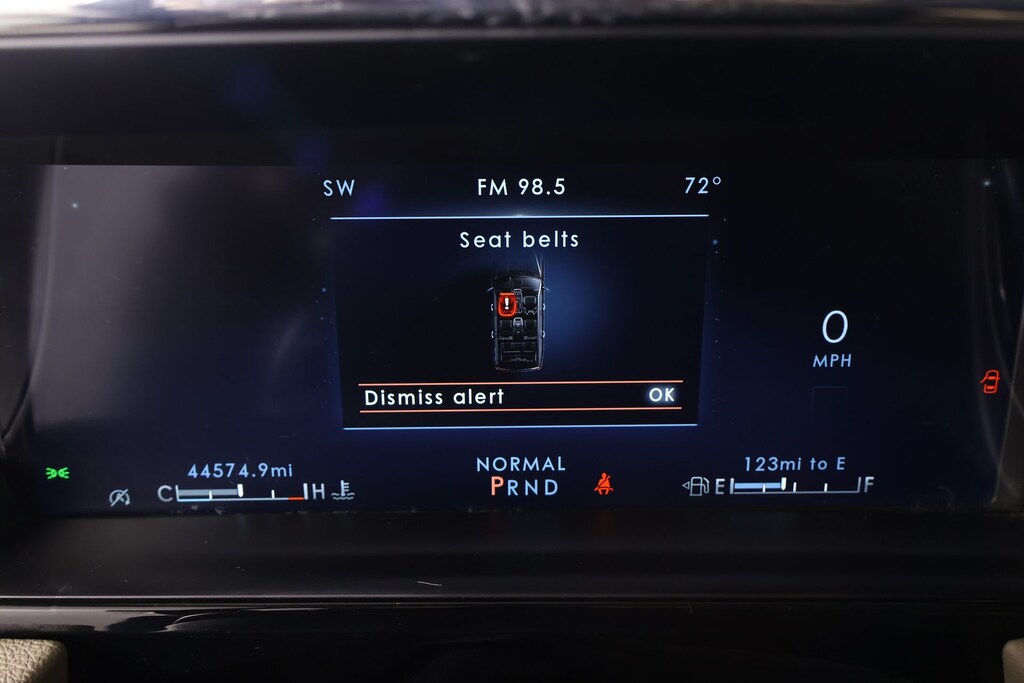 SW FM 98.5 72°
Seat belts
!
Dismiss alert OK
0
MPH
44574.9mi
C H
NORMAL
PRND
123mi to E
E F